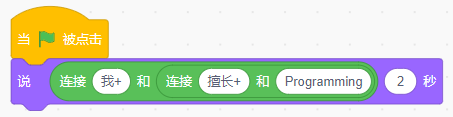 当 被点击
说 连接 我+ 和 连接 擅长+ 和 Programming 2 秒